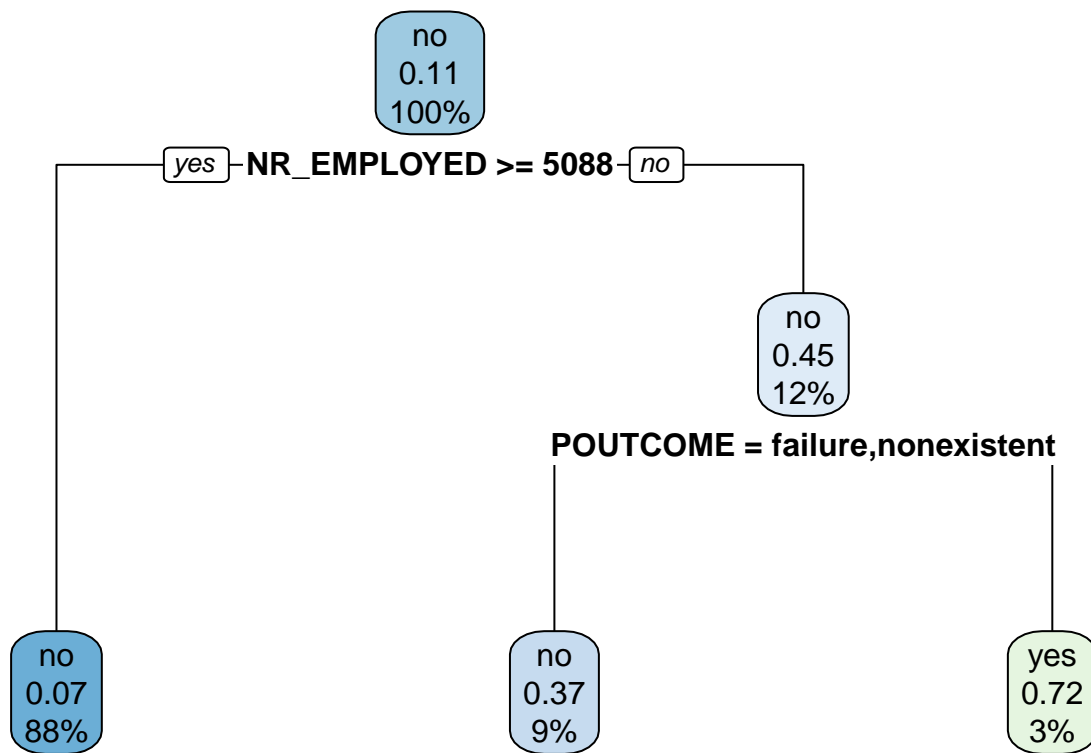 no
0.11
100%
yes NR_EMPLOYED >= 5088 no
no
0.45
12%
POUTCOME = failure,nonexistent
no
0.07
88%
no
0.37
9%
yes
0.72
3%